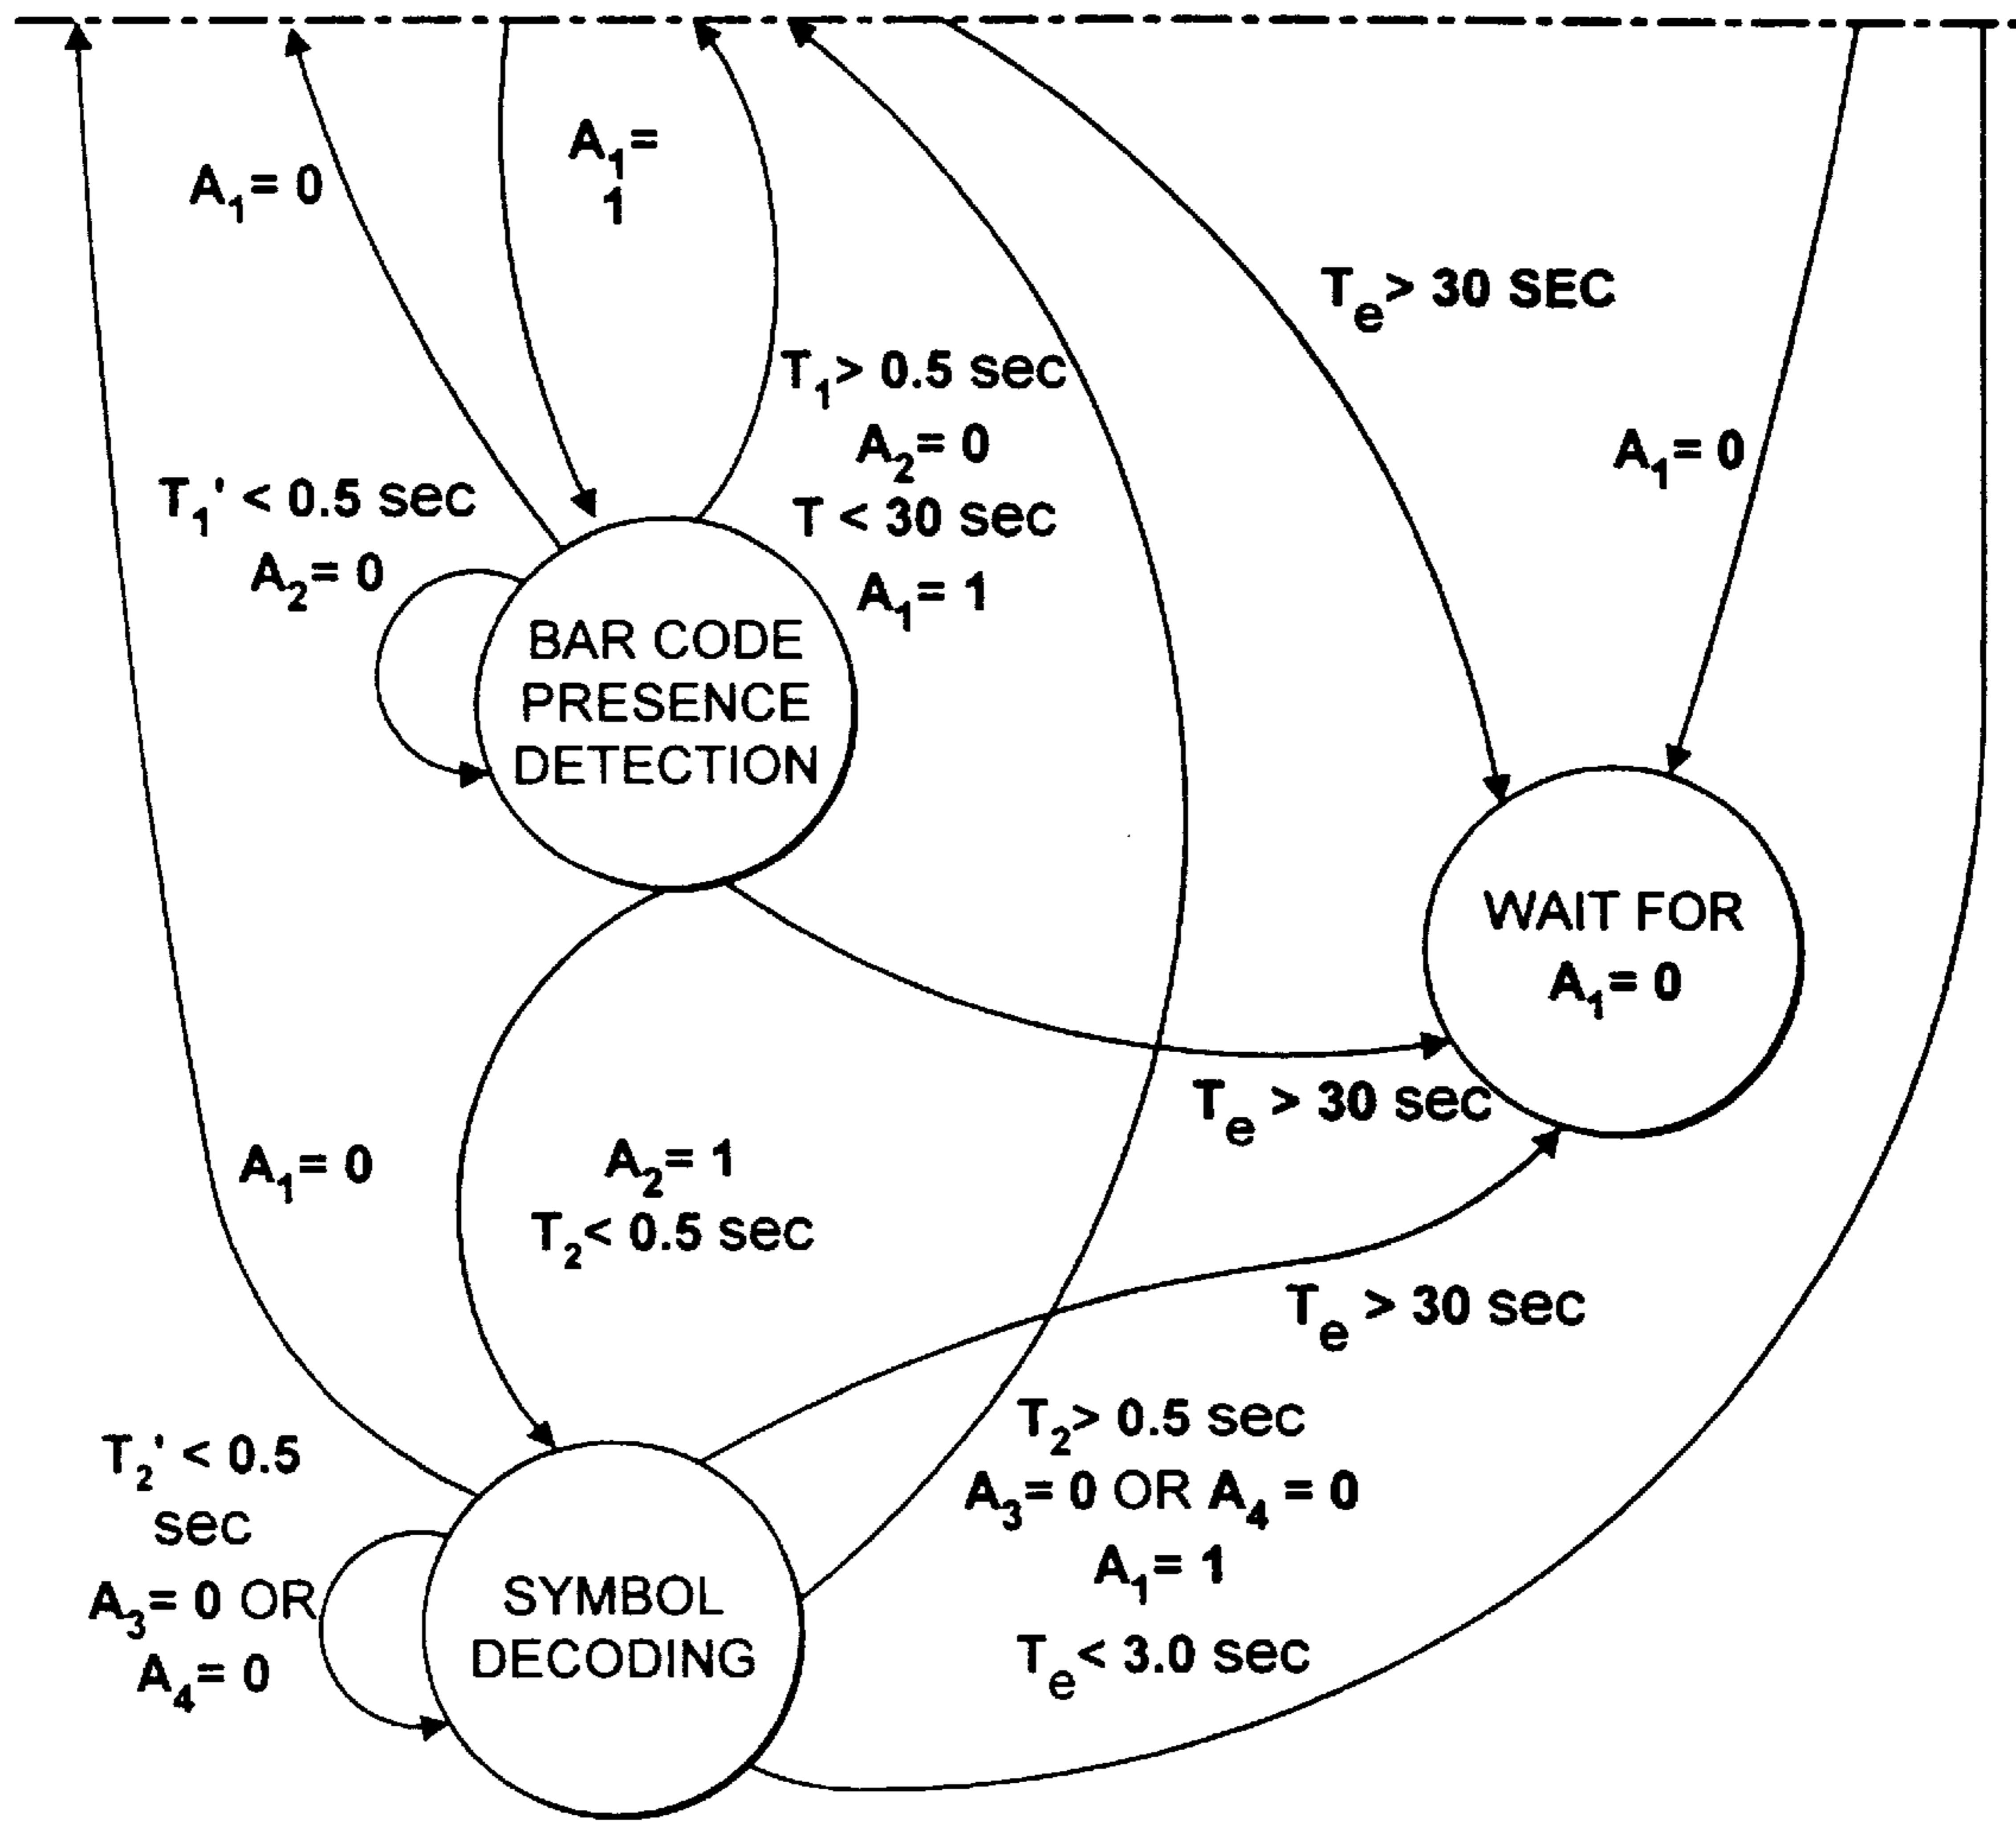 A₁= 0
A₁=
1
Tₑ> 30 SEC
T₁> 0.5 sec
A₂= 0
T < 30 sec
A₁= 1
A₁= 0
T₁' < 0.5 sec
A₂= 0
BAR CODE
PRESENCE
DETECTION
WAIT FOR
A₁= 0
Tₑ > 30 sec
A₁= 0
A₂= 1
T₂< 0.5 sec
Tₑ > 30 sec
T₂' < 0.5
sec
A₃= 0 OR
A₄= 0
SYMBOL
DECODING
T₂> 0.5 sec
A₃= 0 OR A₄ = 0
A₁= 1
Tₑ< 3.0 sec